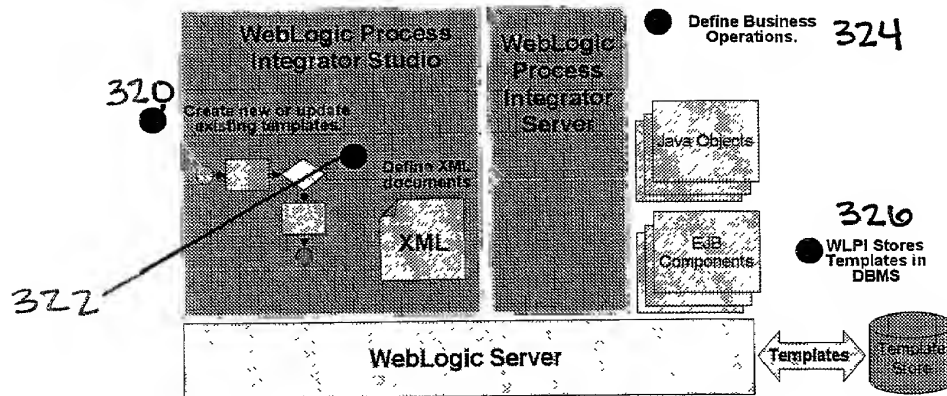 WebLogic Process
Integrator Studio
WebLogic
Process
Integrator
Server
Define Business
Operations.
324
320
Create new or update
existing templates.
Define XML
documents
XML
Java Objects
EJB
Components
326
WLPI Stores
Templates in
DBMS
322
WebLogic Server
Templates
Template
Store